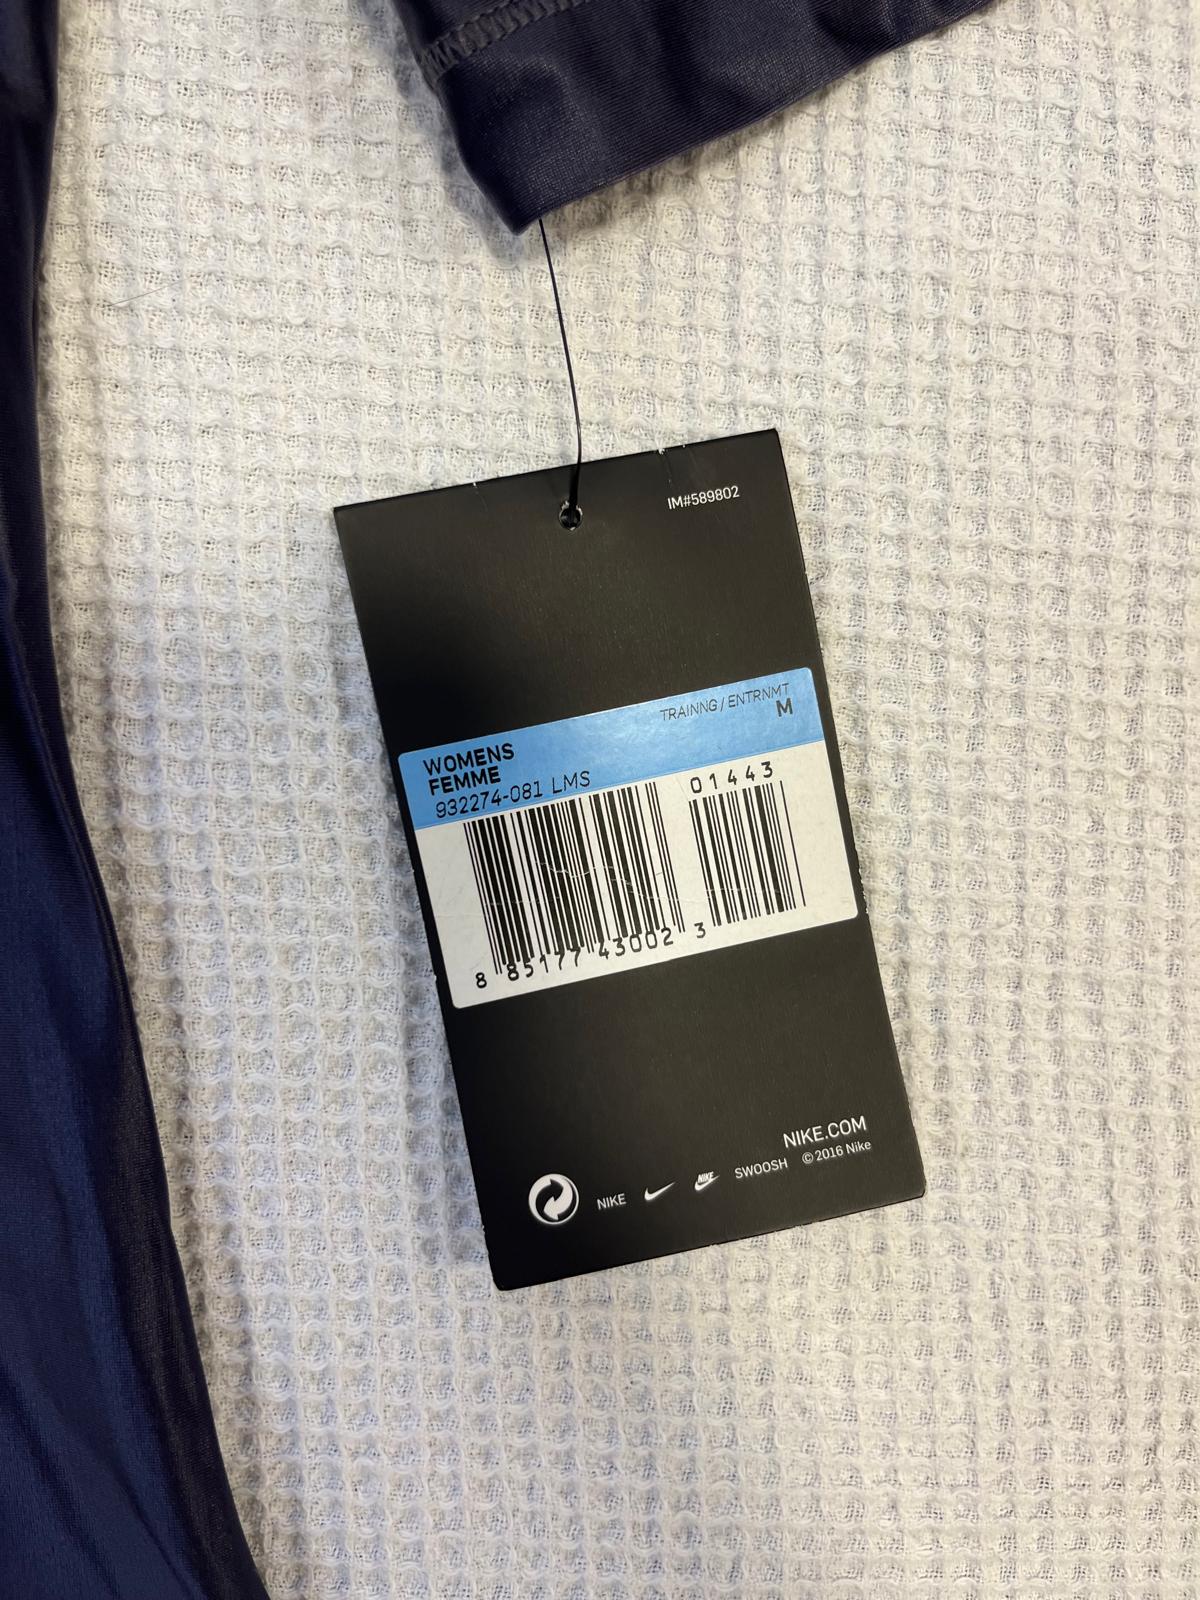 IM#589802
TRAINNG / ENTRNMT
M
WOMENS
FEMME
932274-081 LMS
01443
8 85177 43002 3
NIKE.COM
NIKE NIKE SWOOSH ©2016 Nike